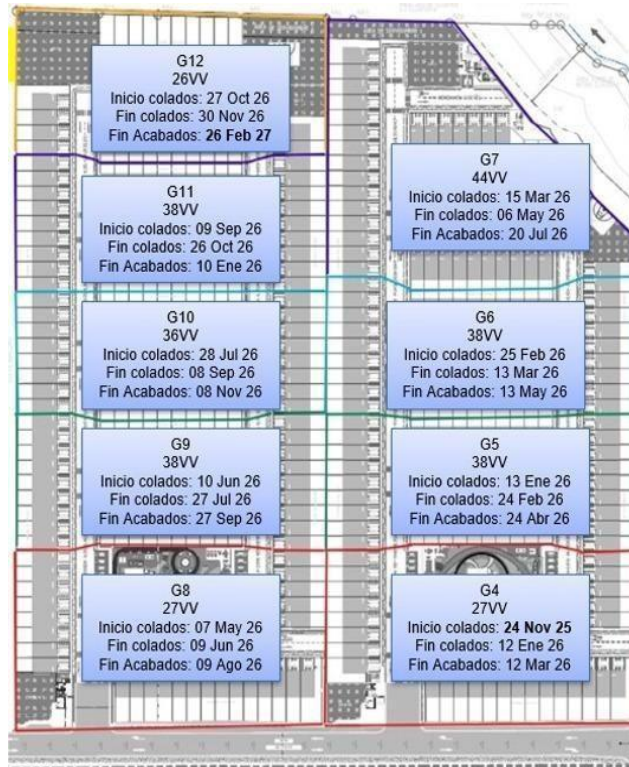 G12
26VV
Inicio colados: 27 Oct 26
Fin colados: 30 Nov 26
Fin Acabados: 26 Feb 27
G7
44VV
Inicio colados: 15 Mar 26
Fin colados: 06 May 26
Fin Acabados: 20 Jul 26
G11
38VV
Inicio colados: 09 Sep 26
Fin colados: 26 Oct 26
Fin Acabados: 10 Ene 26
G10
36VV
Inicio colados: 28 Jul 26
Fin colados: 08 Sep 26
Fin Acabados: 08 Nov 26
G6
38VV
Inicio colados: 25 Feb 26
Fin colados: 13 Mar 26
Fin Acabados: 13 May 26
G9
38VV
Inicio colados: 10 Jun 26
Fin colados: 27 Jul 26
Fin Acabados: 27 Sep 26
G5
38VV
Inicio colados: 13 Ene 26
Fin colados: 24 Feb 26
Fin Acabados: 24 Abr 26
G8
27VV
Inicio colados: 07 May 26
Fin colados: 09 Jun 26
Fin Acabados: 09 Ago 26
G4
27VV
Inicio colados: 24 Nov 25
Fin colados: 12 Ene 26
Fin Acabados: 12 Mar 26